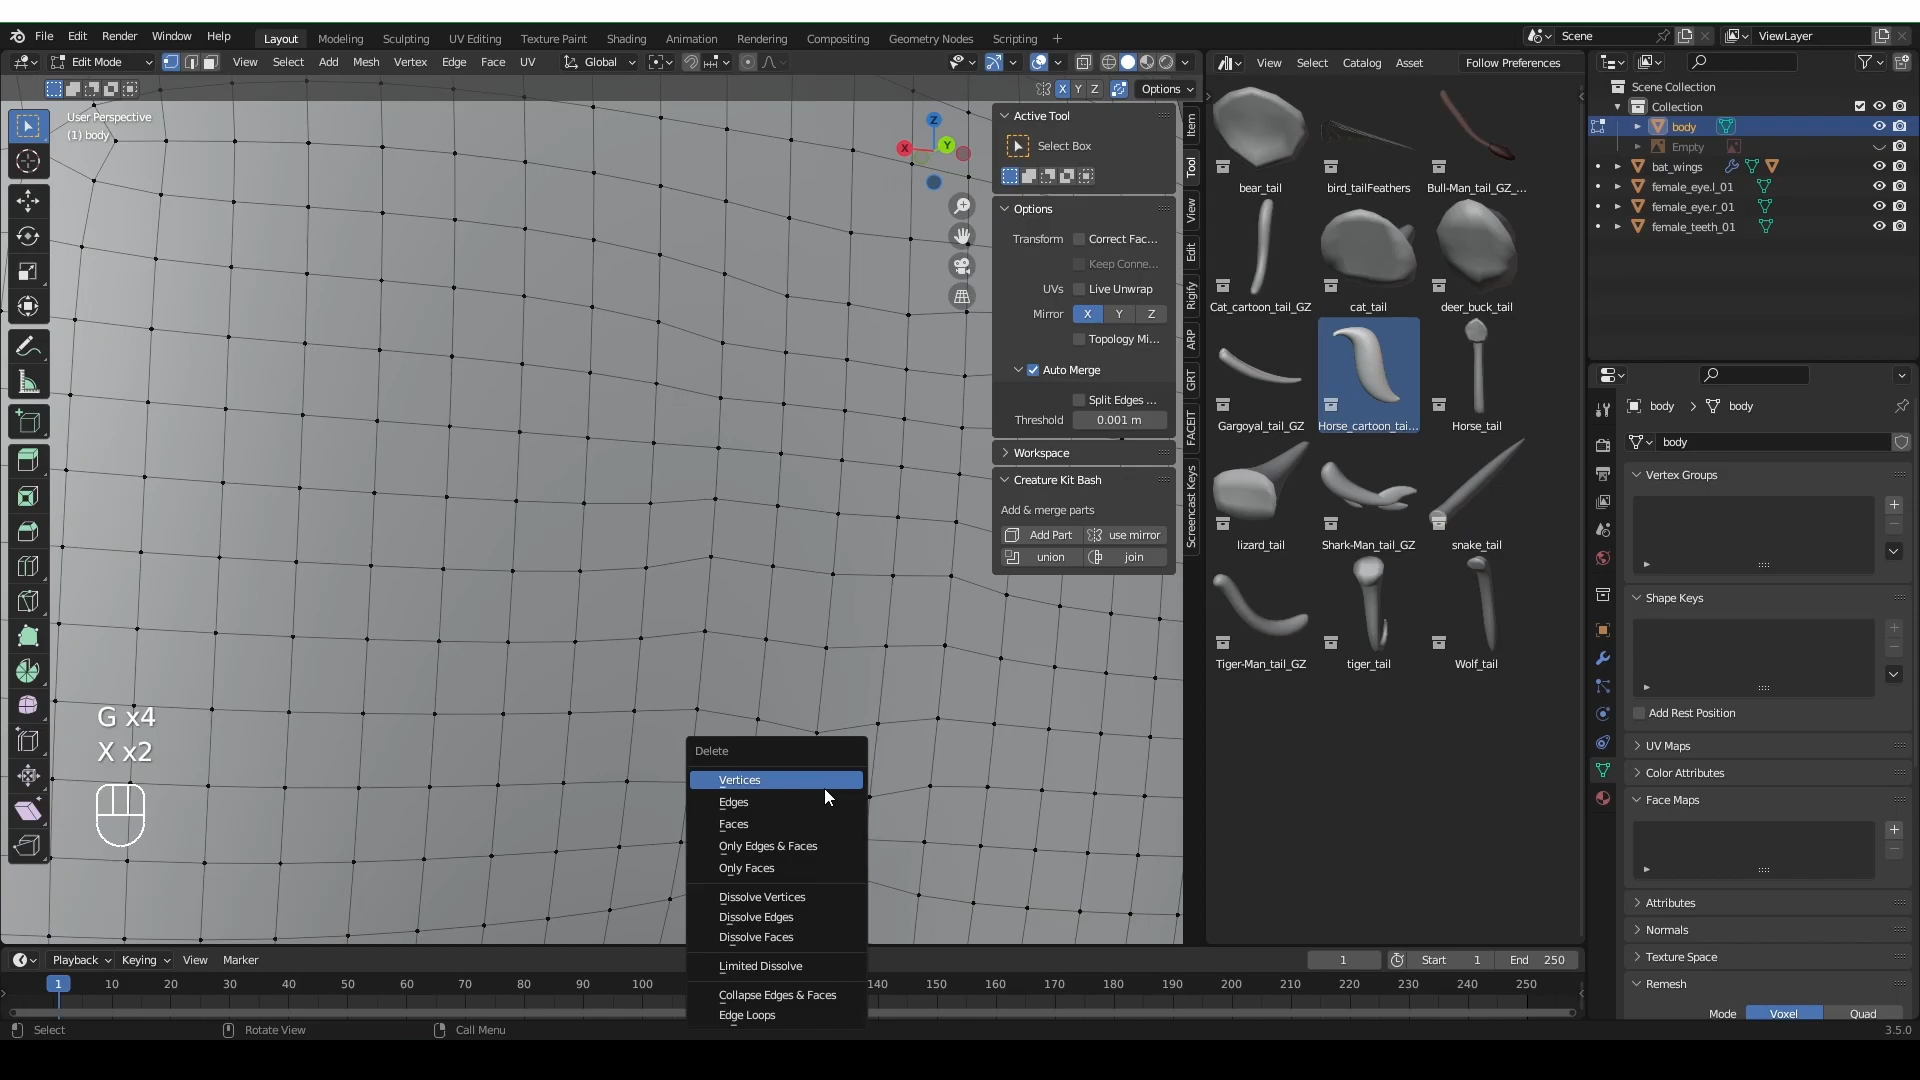 File Edit Render Window Help Layout Modeling Sculpting UV Editing Texture Paint Shading Animation Rendering Compositing Geometry Nodes Scripting + Scene ViewLayer
Edit Mode View Select Add Mesh Vertex Edge Face UV Global View Select Catalog Asset Follow Preferences
X Y Z Options
User Perspective
(1) body
Z
X
Y
Active Tool
Select Box
Options
Transform Correct Fac...
Keep Conne...
UVs Live Unwrap
Mirror X Y Z
Topology Mi...
Auto Merge
Split Edges ...
Threshold 0.001 m
Workspace
Creature Kit Bash
Add & merge parts
Add Part use mirror
union join
Item
Tool
View
Edit
Rigify
ARP
GRT
FACEIT
Screencast Keys
bear_tail bird_tailFeathers Bull-Man_tail_GZ_...
Cat_cartoon_tail_GZ cat_tail deer_buck_tail
Gargoyal_tail_GZ Horse_cartoon_tai... Horse_tail
lizard_tail Shark-Man_tail_GZ snake_tail
Tiger-Man_tail_GZ tiger_tail Wolf_tail
Scene Collection
Collection
body
Empty
bat_wings
female_eye.l_01
female_eye.r_01
female_teeth_01
body body
body
Vertex Groups
Shape Keys
Add Rest Position
UV Maps
Color Attributes
Face Maps
Attributes
Normals
Texture Space
Remesh
Mode Voxel Quad
G x4
X x2
Delete
Vertices
Edges
Faces
Only Edges & Faces
Only Faces
Dissolve Vertices
Dissolve Edges
Dissolve Faces
Limited Dissolve
Collapse Edges & Faces
Edge Loops
Playback Keying View Marker 1 Start 1 End 250
1 10 20 30 40 50 60 70 80 90 100 140 150 160 170 180 190 200 210 220 230 240 250
Select Rotate View Call Menu 3.5.0